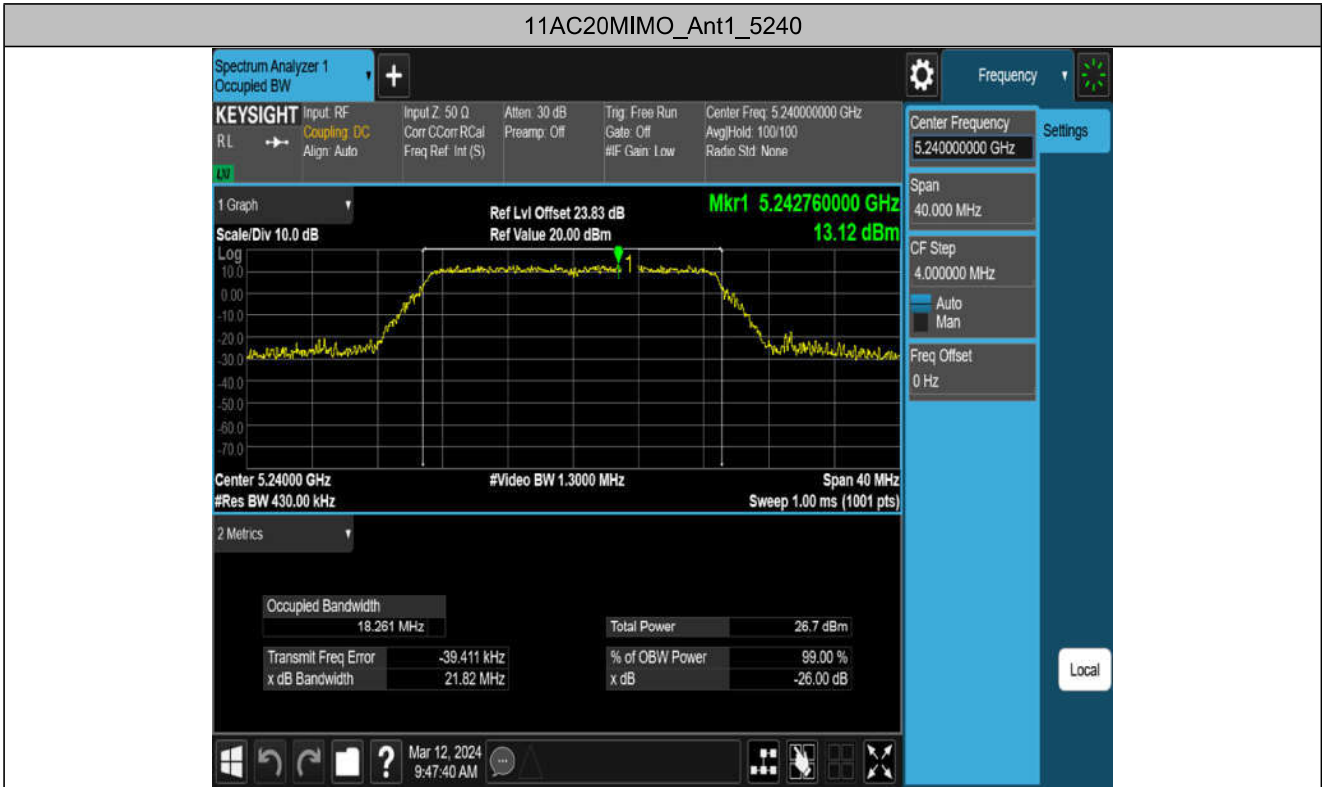 11AC20MIMO_Ant1_5240
Spectrum Analyzer 1
Occupied BW
+
Frequency
KEYSIGHT
RL
LXI
Input: RF
Coupling: DC
Align: Auto
Input Z: 50 Ω
Corr CCorr RCal
Freq Ref: Int (S)
Atten: 30 dB
Preamp: Off
Trig: Free Run
Gate: Off
#IF Gain: Low
Center Freq: 5.240000000 GHz
Avg|Hold: 100/100
Radio Std: None
Center Frequency
5.240000000 GHz
Settings
Span
40.000 MHz
CF Step
4.000000 MHz
Auto
Man
Freq Offset
0 Hz
Local
1 Graph
Scale/Div 10.0 dB
Ref Lvl Offset 23.83 dB
Ref Value 20.00 dBm
Mkr1 5.242760000 GHz
13.12 dBm
Log
10.0
0.00
-10.0
-20.0
-30.0
-40.0
-50.0
-60.0
-70.0
1
Center 5.24000 GHz
#Video BW 1.3000 MHz
Span 40 MHz
#Res BW 430.00 kHz
Sweep 1.00 ms (1001 pts)
2 Metrics
Occupied Bandwidth
18.261 MHz
Total Power 26.7 dBm
Transmit Freq Error -39.411 kHz
% of OBW Power 99.00 %
x dB Bandwidth 21.82 MHz
x dB -26.00 dB
?
Mar 12, 2024
9:47:40 AM